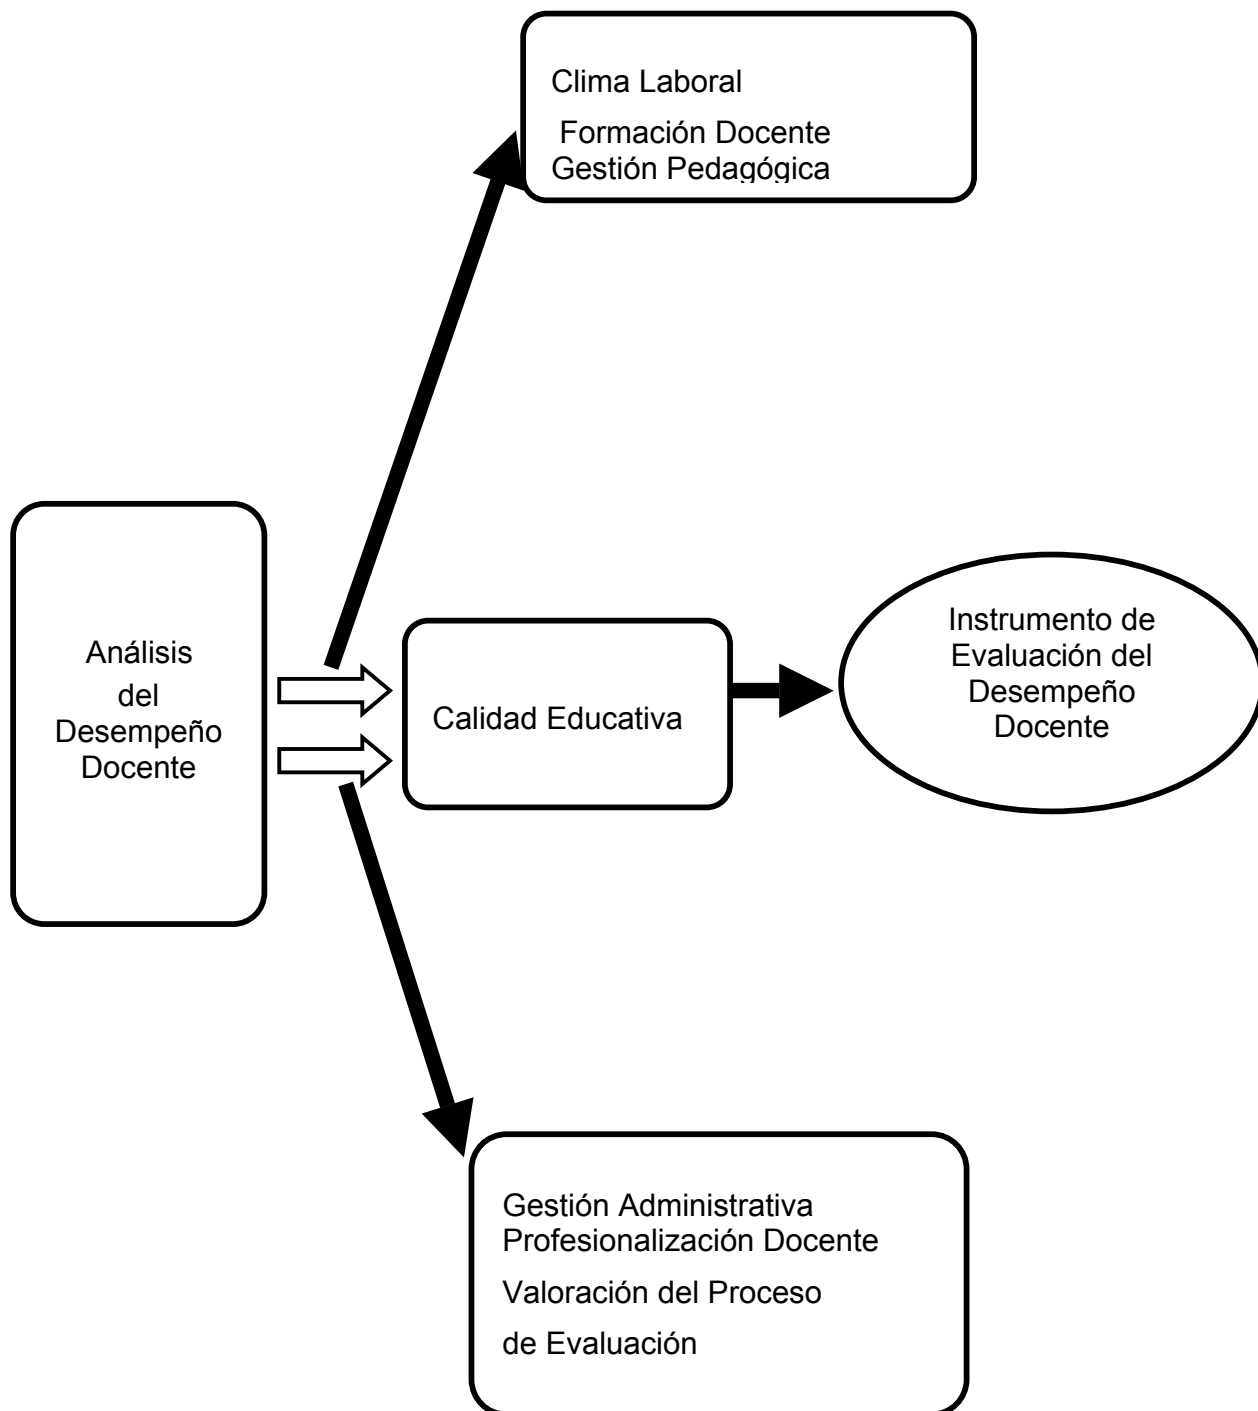 Clima Laboral
Formación Docente
Gestión Pedagógica
Análisis
del
Desempeño
Docente
Calidad Educativa
Instrumento de
Evaluación del
Desempeño
Docente
Gestión Administrativa
Profesionalización Docente
Valoración del Proceso
de Evaluación